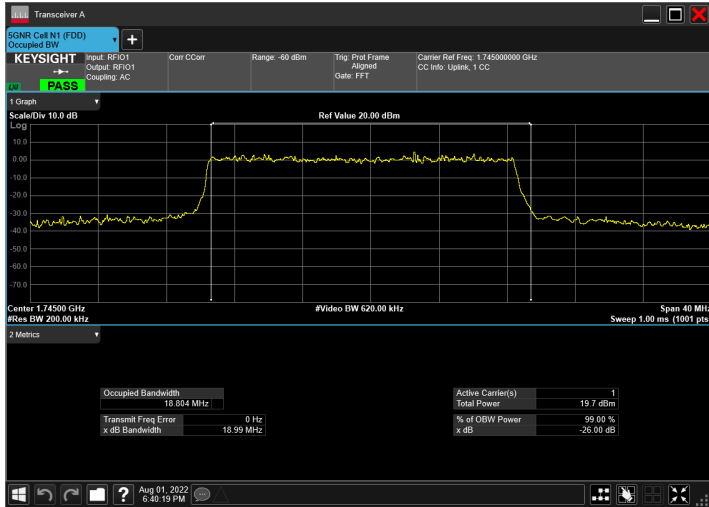 Transceiver A
5GNR Cell N1 (FDD)
Occupied BW
KEYSIGHT
PASS
Input: RFIO1
Output: RFIO1
Coupling: AC
Corr CCorr
Range: -60 dBm
Trig: Prot Frame
Aligned
Gate: FFT
Carrier Ref Freq: 1.745000000 GHz
CC Info: Uplink, 1 CC
1 Graph
Scale/Div 10.0 dB
Ref Value 20.00 dBm
Log
10.0
0.00
-10.0
-20.0
-30.0
-40.0
-50.0
-60.0
-70.0
Center 1.74500 GHz
#Video BW 620.00 kHz
Span 40 MHz
#Res BW 200.00 kHz
Sweep 1.00 ms (1001 pts
2 Metrics
Occupied Bandwidth
18.804 MHz
Transmit Freq Error 0 Hz
x dB Bandwidth 18.99 MHz
Active Carrier(s) 1
Total Power 19.7 dBm
% of OBW Power 99.00 %
x dB -26.00 dB
? Aug 01, 2022
6:40:19 PM